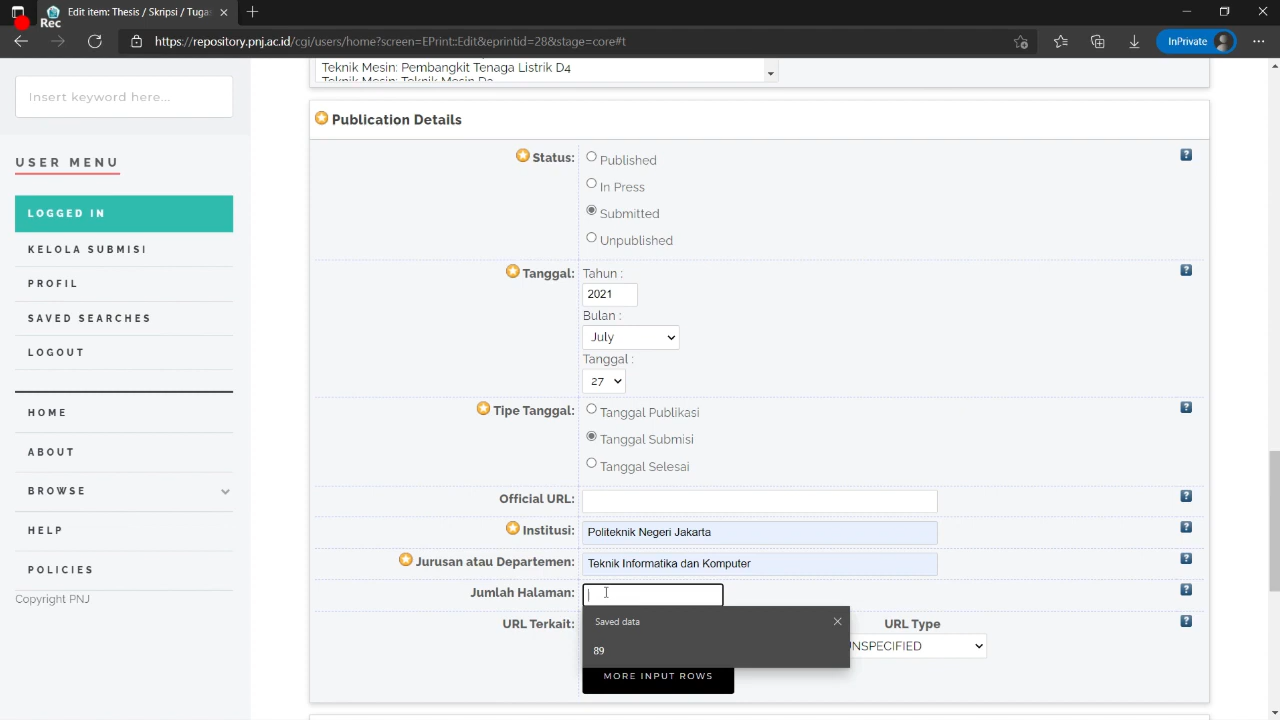 Edit item: Thesis / Skripsi / Tuga
Rec
https://repository.pnj.ac.id/cgi/users/home?screen=EPrint::Edit&eprintid=28&stage=core#t
InPrivate
Insert keyword here...
USER MENU
LOGGED IN
KELOLA SUBMISI
PROFIL
SAVED SEARCHES
LOGOUT
HOME
ABOUT
BROWSE
HELP
POLICIES
Copyright PNJ
Teknik Mesin: Pembangkit Tenaga Listrik D4
Teknik Mesin: Teknik Mesin D3
Publication Details
Status:
Published
In Press
Submitted
Unpublished
Tanggal:
Tahun :
2021
Bulan :
July
Tanggal :
27
Tipe Tanggal:
Tanggal Publikasi
Tanggal Submisi
Tanggal Selesai
Official URL:
Institusi: Politeknik Negeri Jakarta
Jurusan atau Departemen: Teknik Informatika dan Komputer
Jumlah Halaman:
Saved data
89
URL Terkait:
URL Type
NSPECIFIED
MORE INPUT ROWS